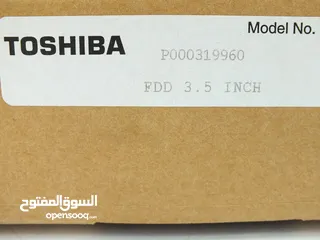 Model No.
TOSHIBA
P000319960
FDD 3.5 INCH
السوق المفتوح
opensooq.com